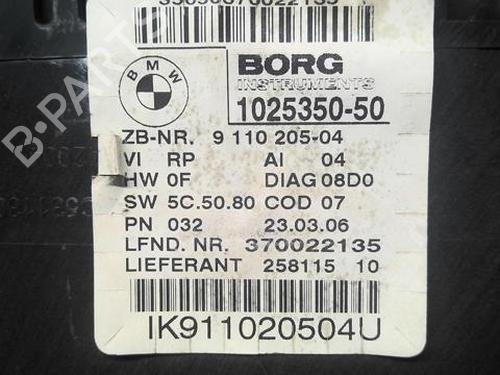 35090370022135
BMW
BORG
INSTRUMENTS
1025350-50
ZB-NR. 9 110 205-04
VI RP AI 04
HW 0F DIAG 08D0
SW 5C.50.80 COD 07
PN 032 23.03.06
LFND. NR. 370022135
LIEFERANT 258115 10
IK911020504U
B-PARTS